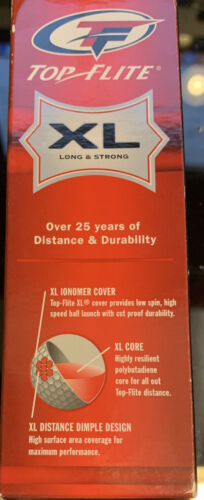 TF
TOP FLITE®
XL
LONG & STRONG
Over 25 years of
Distance & Durability
XL IONOMER COVER
Top-Flite XL® cover provides low spin, high
speed ball launch with cut proof durability.
XL CORE
Highly resilient
polybutadiene
core for all out
Top-Flite distance.
XL DISTANCE DIMPLE DESIGN
High surface area coverage for
maximum performance.